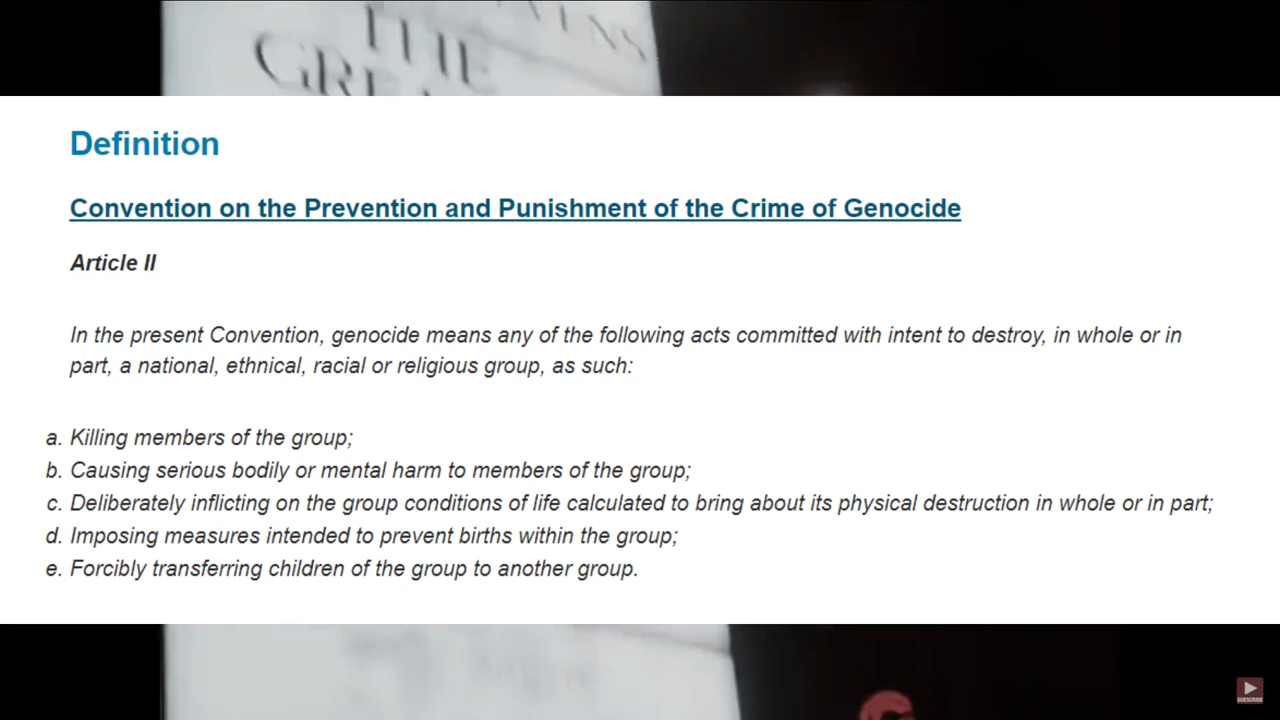 THE
Definition
Convention on the Prevention and Punishment of the Crime of Genocide
Article II
In the present Convention, genocide means any of the following acts committed with intent to destroy, in whole or in
part, a national, ethnical, racial or religious group, as such:
a. Killing members of the group;
b. Causing serious bodily or mental harm to members of the group;
c. Deliberately inflicting on the group conditions of life calculated to bring about its physical destruction in whole or in part;
d. Imposing measures intended to prevent births within the group;
e. Forcibly transferring children of the group to another group.
SUBSCRIBE